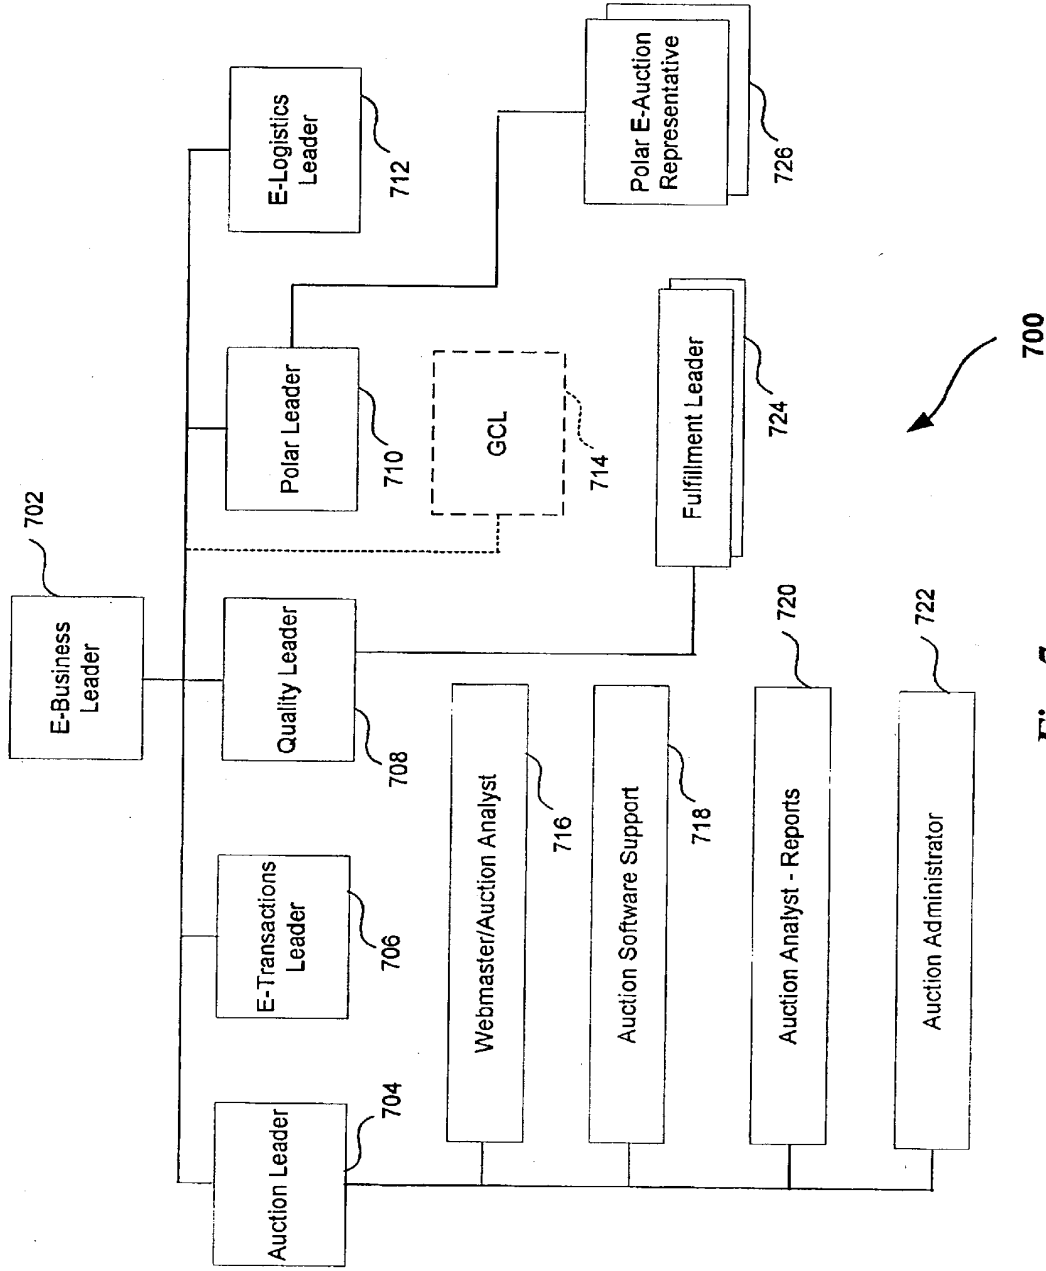 E-Business
Leader
702
Auction Leader
704
E-Transactions
Leader
706
Quality Leader
708
Polar Leader
710
E-Logistics
Leader
712
GCL
714
Webmaster/Auction Analyst
716
Auction Software Support
718
Auction Analyst - Reports
720
Auction Administrator
722
Fulfillment Leader
724
Polar E-Auction
Representative
726
700